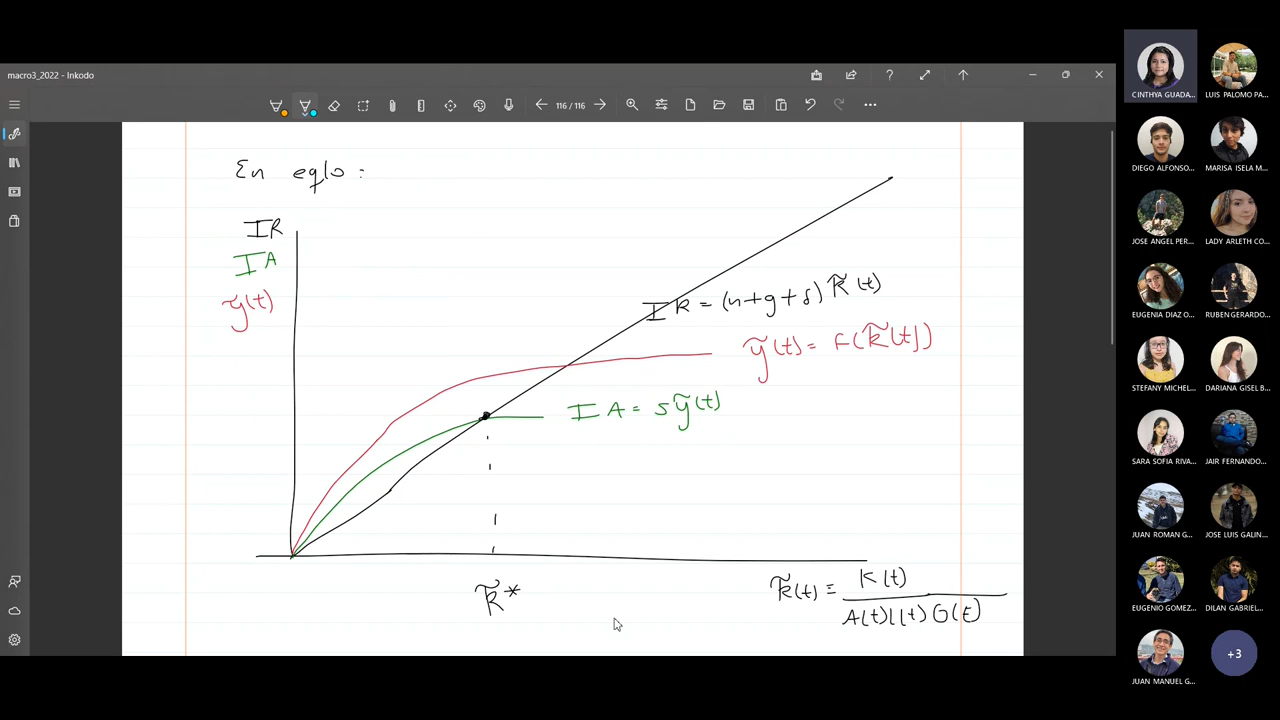 macro3_2022 - Inkodo
116 / 116
En eqlo :
IR
IA
ỹ(t)
IR = (n+g+δ) k̃(t)
ỹ(t) = f(k̃(t))
IA = sỹ(t)
k̃*
k̃(t) = K(t)
A(t)L(t)G(t)
CINTHYA GUADA...
LUIS PALOMO PA...
DIEGO ALFONSO...
MARISA ISELA M...
JOSE ANGEL PER...
LADY ARLETH CO...
EUGENIA DIAZ O...
RUBEN GERARDO...
STEFANY MICHEL...
DARIANA GISEL B...
SARA SOFIA RIVA...
JAIR FERNANDO...
JUAN ROMAN G...
JOSE LUIS GALIN...
EUGENIO GOMEZ...
DILAN GABRIEL...
JUAN MANUEL G...
+3